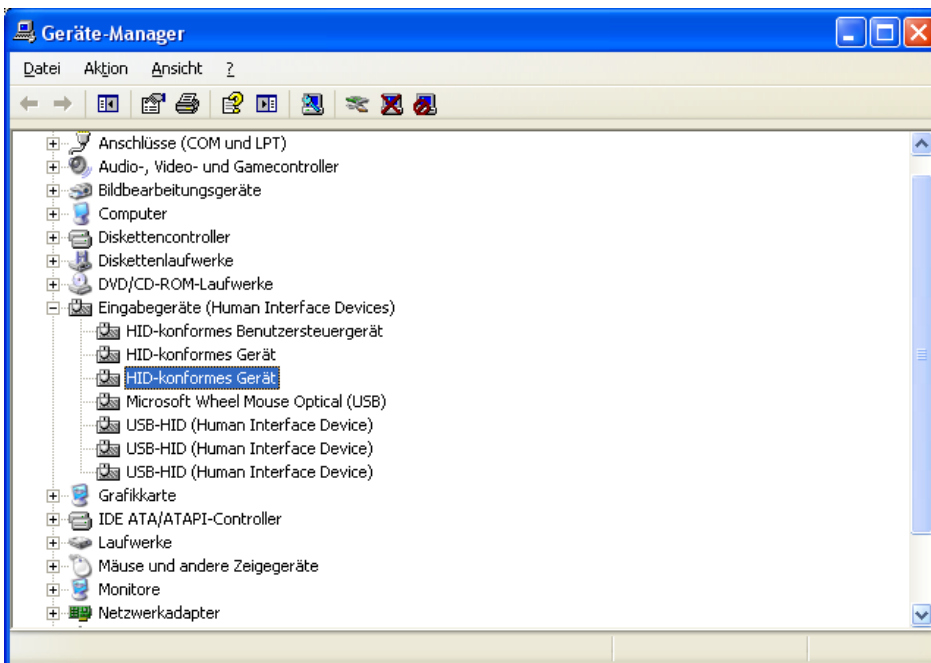 Geräte-Manager
Datei Aktion Ansicht ?
Anschlüsse (COM und LPT)
Audio-, Video- und Gamecontroller
Bildbearbeitungsgeräte
Computer
Diskettencontroller
Diskettenlaufwerke
DVD/CD-ROM-Laufwerke
Eingabegeräte (Human Interface Devices)
HID-konformes Benutzersteuergerät
HID-konformes Gerät
HID-konformes Gerät
Microsoft Wheel Mouse Optical (USB)
USB-HID (Human Interface Device)
USB-HID (Human Interface Device)
USB-HID (Human Interface Device)
Grafikkarte
IDE ATA/ATAPI-Controller
Laufwerke
Mäuse und andere Zeigegeräte
Monitore
Netzwerkadapter